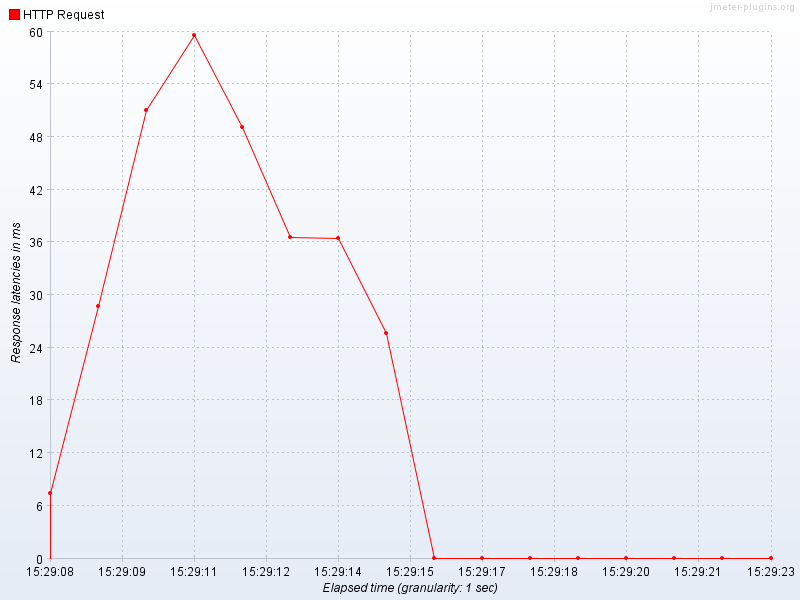 jmeter-plugins.org
HTTP Request
60
54
48
42
36
30
24
18
12
6
0
Response latencies in ms
15:29:08 15:29:09 15:29:11 15:29:12 15:29:14 15:29:15 15:29:17 15:29:18 15:29:20 15:29:21 15:29:23
Elapsed time (granularity: 1 sec)